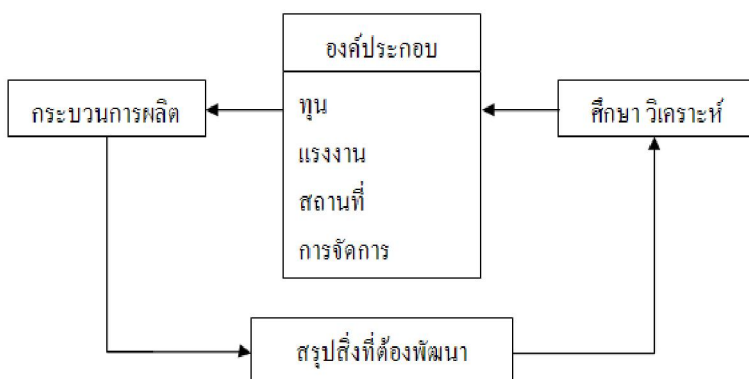 องค์ประกอบ
กระบวนการผลิต
ทุน
ศึกษา วิเคราะห์
แรงงาน
สถานที่
การจัดการ
สรุปสิ่งที่ต้องพัฒนา